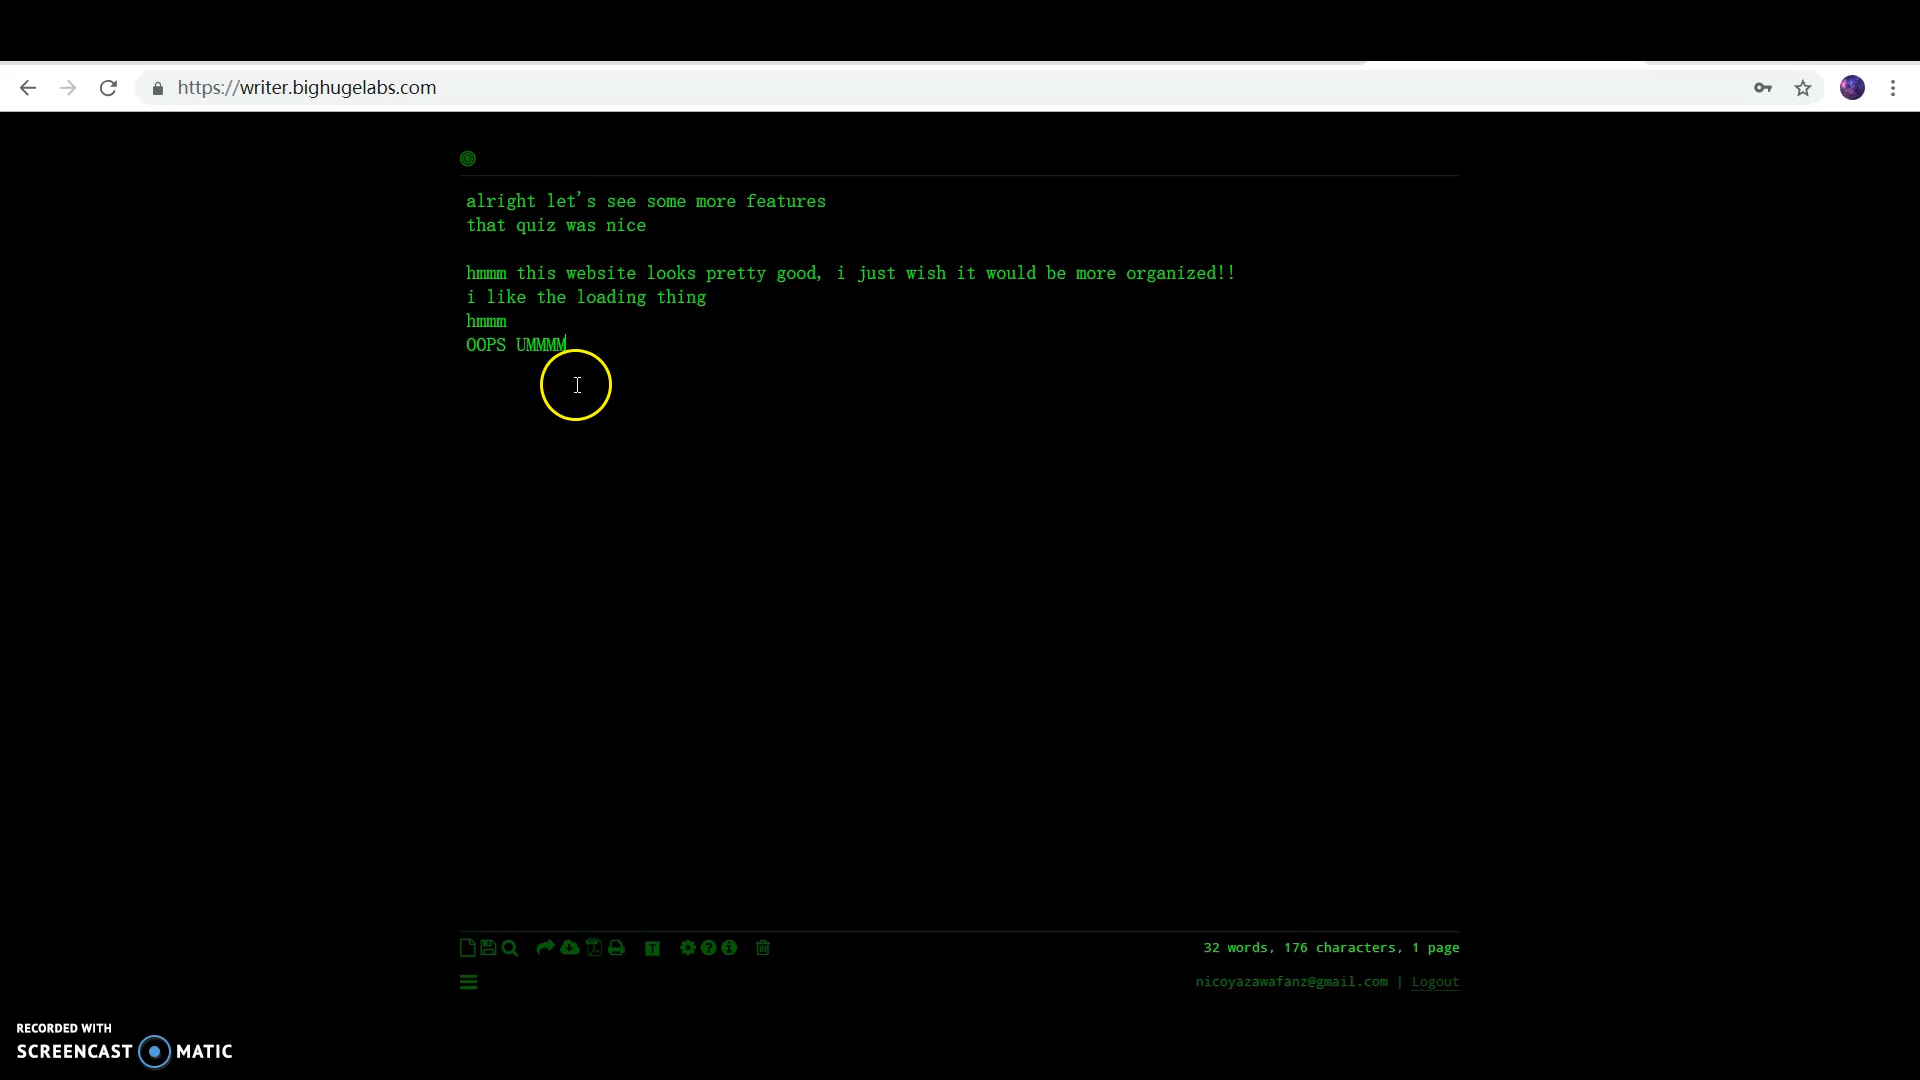 https://writer.bighugelabs.com
alright let's see some more features
that quiz was nice
hmmm this website looks pretty good, i just wish it would be more organized!!
i like the loading thing
hmmm
OOPS UMMMM
32 words, 176 characters, 1 page
nicoyazawafanz@gmail.com | Logout
RECORDED WITH
SCREENCAST MATIC